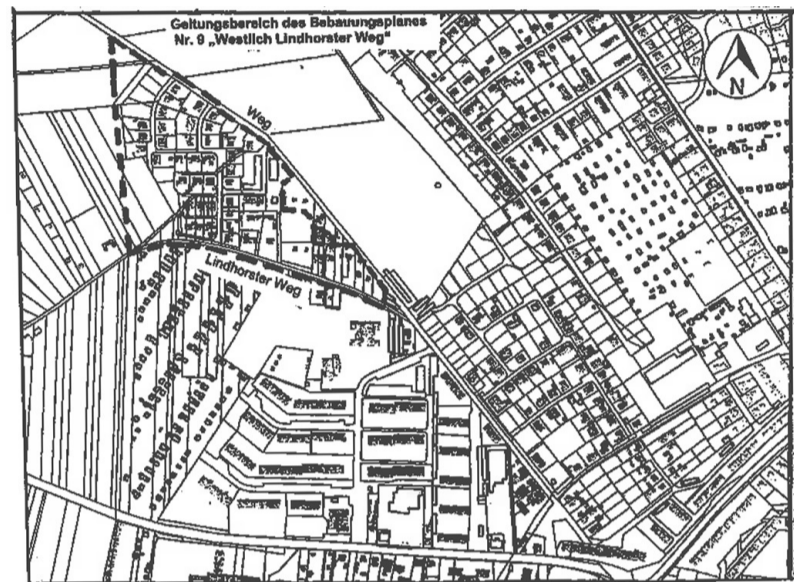 Geltungsbereich des Bebauungsplanes
Nr. 9 „Westlich Lindhorster Weg“
N
Weg
Lindhorster Weg